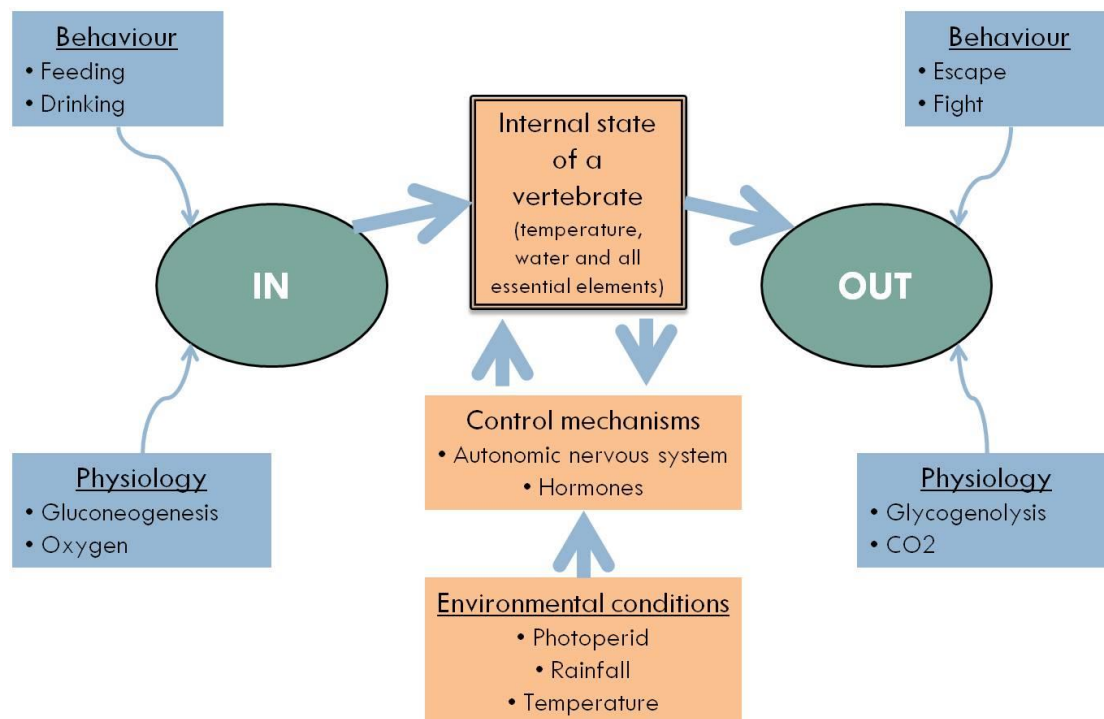 Behaviour
• Feeding
• Drinking
Behaviour
• Escape
• Fight
Internal state
of a
vertebrate
(temperature,
water and all
essential elements)
IN
OUT
Control mechanisms
• Autonomic nervous system
• Hormones
Physiology
• Gluconeogenesis
• Oxygen
Physiology
• Glycogenolysis
• CO2
Environmental conditions
• Photoperid
• Rainfall
• Temperature